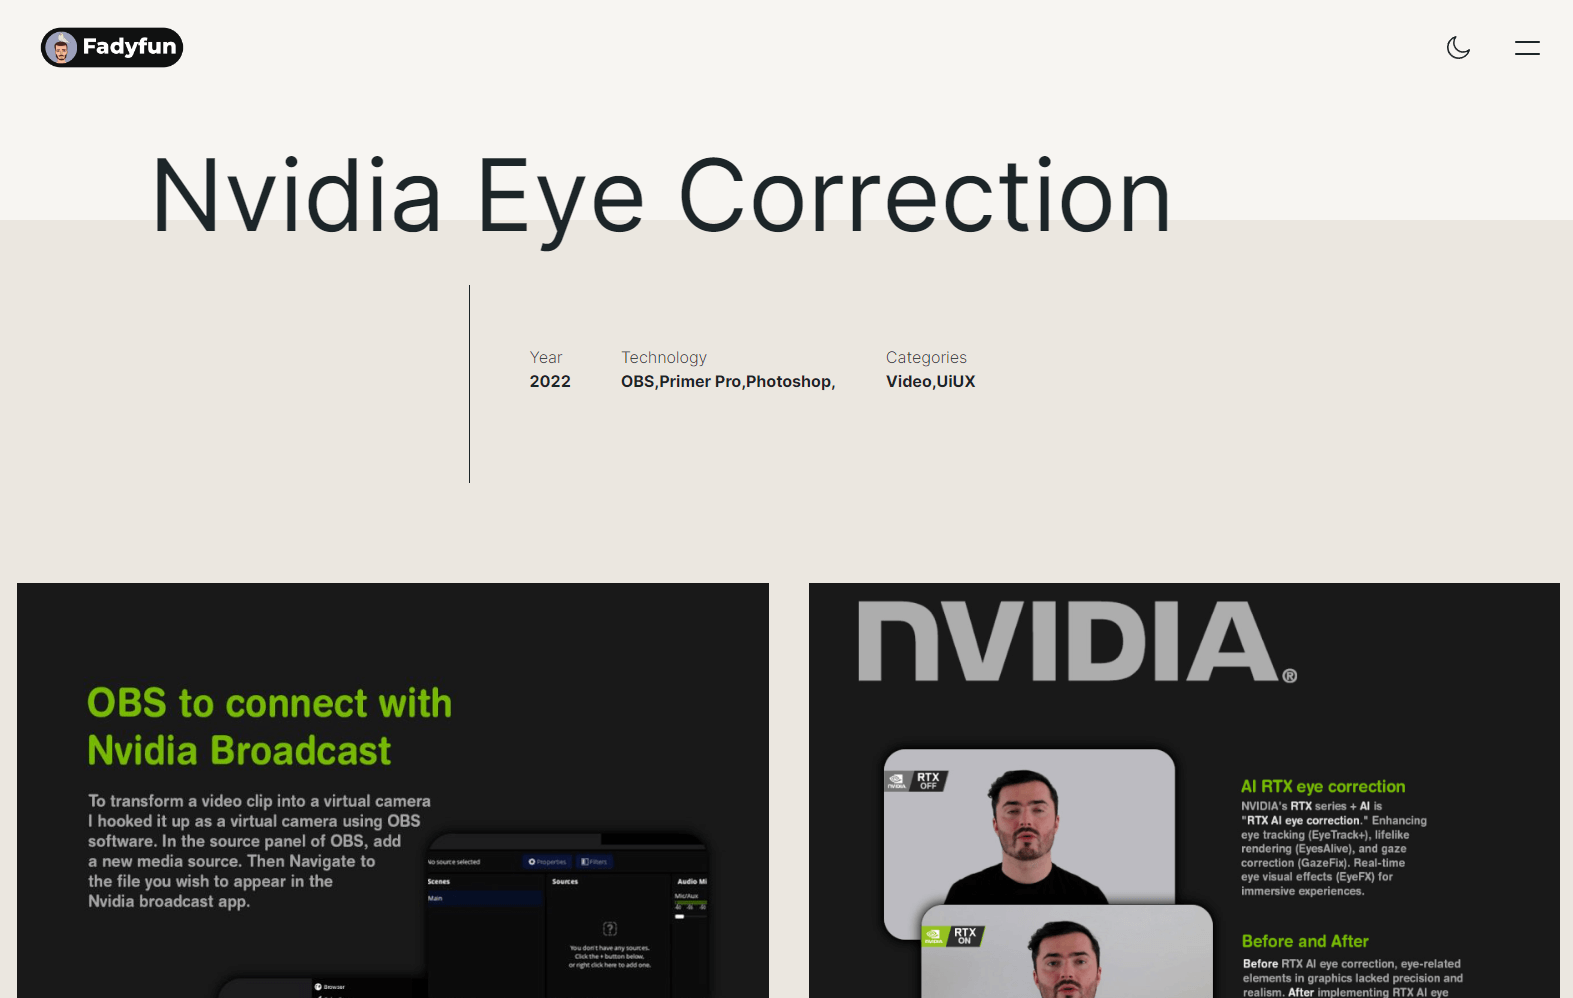 Fadyfun
Nvidia Eye Correction
Year
2022
Technology
OBS,Primer Pro,Photoshop,
Categories
Video,UiUX
OBS to connect with
Nvidia Broadcast
To transform a video clip into a virtual camera
I hooked it up as a virtual camera using OBS
software. In the source panel of OBS, add
a new media source. Then Navigate to
the file you wish to appear in the
Nvidia broadcast app.
No source selected
Properties
Filters
Scenes
Sources
Audio Mi
Main
Mic/Aux
?
You don't have any sources.
Click the + button below,
or right click here to add one.
Browser
NVIDIA®
NVIDIA
RTX
OFF
AI RTX eye correction
NVIDIA's RTX series + AI is
"RTX AI eye correction." Enhancing
eye tracking (EyeTrack+), lifelike
rendering (EyesAlive), and gaze
correction (GazeFix). Real-time
eye visual effects (EyeFX) for
immersive experiences.
NVIDIA
RTX
ON
Before and After
Before RTX AI eye correction, eye-related
elements in graphics lacked precision and
realism. After implementing RTX AI eye